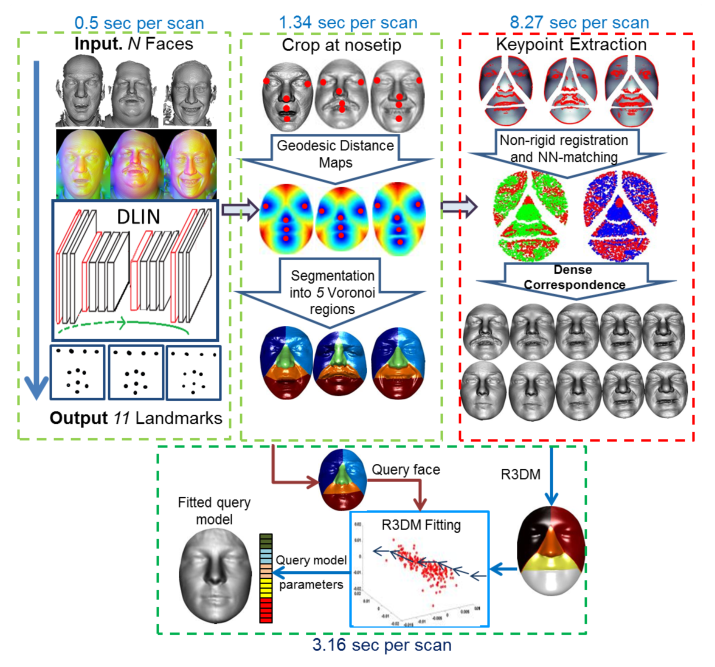 0.5 sec per scan
Input. N Faces
DLIN
Output 11 Landmarks
1.34 sec per scan
Crop at nosetip
Geodesic Distance
Maps
Segmentation
into 5 Voronoi
regions
8.27 sec per scan
Keypoint Extraction
Non-rigid registration
and NN-matching
Dense
Correspondence
Query face
R3DM
Fitted query
model
Query model
parameters
R3DM Fitting
3.16 sec per scan